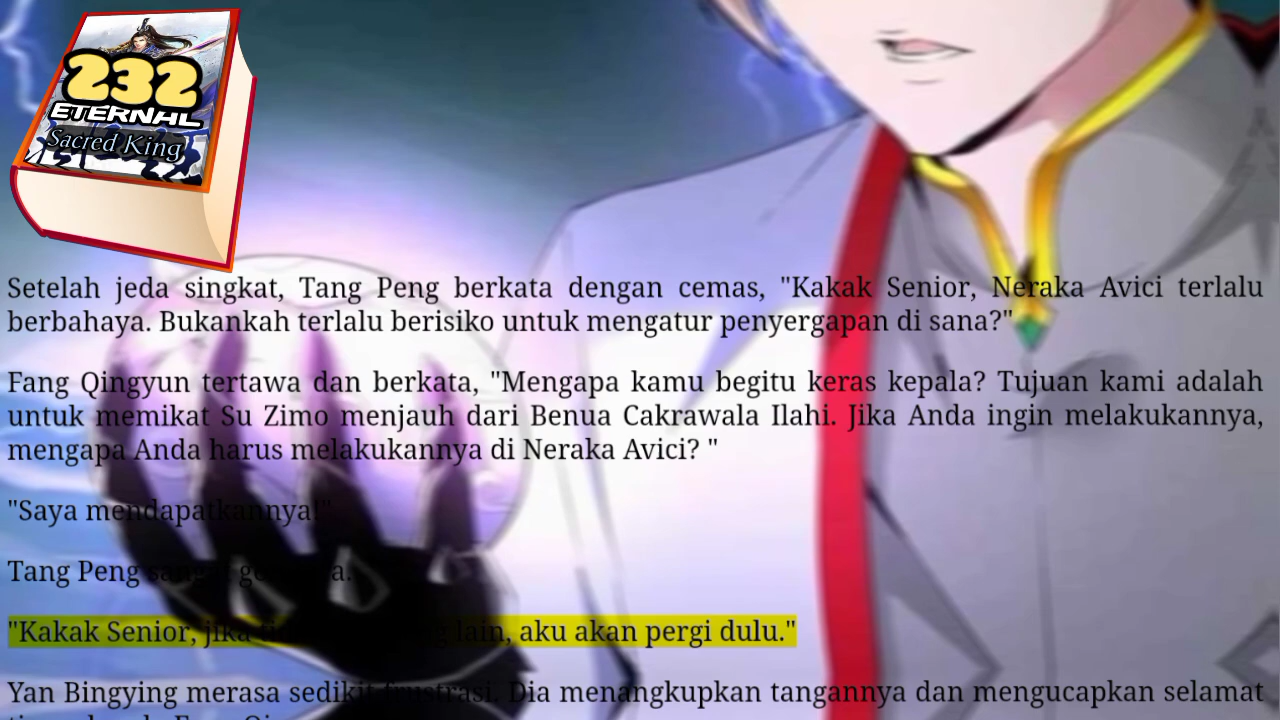 232
ETERNAL
Sacred King
Setelah jeda singkat, Tang Peng berkata dengan cemas, "Kakak Senior, Neraka Avici terlalu
berbahaya. Bukankah terlalu berisiko untuk mengatur penyergapan di sana?"
Fang Qingyun tertawa dan berkata, "Mengapa kamu begitu keras kepala? Tujuan kami adalah
untuk memikat Su Zimo menjauh dari Benua Cakrawala Ilahi. Jika Anda ingin melakukannya,
mengapa Anda harus melakukannya di Neraka Avici? "
"Saya mendapatkannya!"
Tang Peng
"Kakak Senior, jika lain, aku akan pergi dulu."
Yan Bingying merasa sedikit frustrasi. Dia menangkupkan tangannya dan mengucapkan selamat